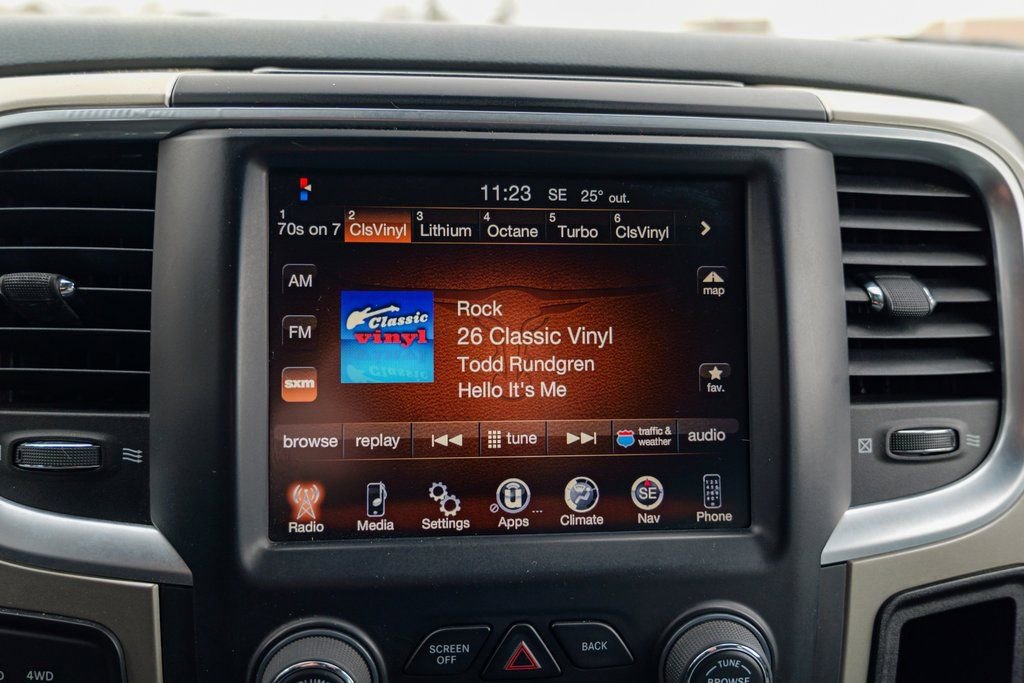 11:23 SE 25° out.
1 2 3 4 5 6
70s on 7 ClsVinyl Lithium Octane Turbo ClsVinyl
AM
map
Classic
vinyl
Rock
26 Classic Vinyl
FM
Todd Rundgren
Hello It's Me
sxm
fav.
browse replay tune traffic & weather audio
Radio Media Settings Apps ... Climate SE Nav Phone
SCREEN OFF
BACK
4WD
TUNE
BROWSE